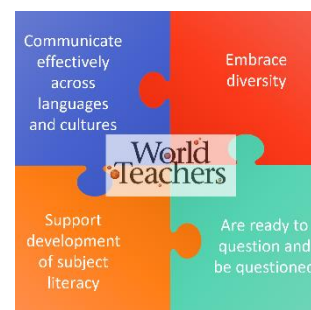 Communicate
effectively
across
languages
and cultures
Embrace
diversity
World
Teachers
Support
development
of subject
literacy
Are ready to
question and
be questioned